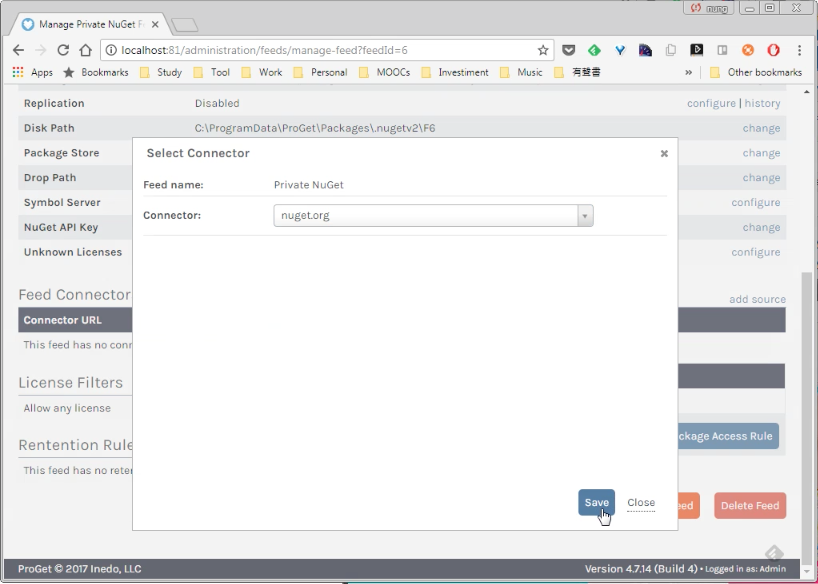 Manage Private NuGet F
localhost:81/administration/feeds/manage-feed?feedId=6
Apps Bookmarks Study Tool Work Personal MOOCs Investiment Music 有聲書 » Other bookmarks
Replication Disabled configure | history
Disk Path C:\ProgramData\ProGet\Packages\.nugetv2\F6 change
Package Store change
Drop Path change
Symbol Server configure
NuGet API Key change
Unknown Licenses configure
Select Connector
Feed name: Private NuGet
Connector: nuget.org
Save Close
Feed Connector add source
Connector URL
This feed has no conn
License Filters
Allow any license
ckage Access Rule
Rentention Rule
This feed has no reten
eed Delete Feed
ProGet © 2017 Inedo, LLC Version 4.7.14 (Build 4) • Logged in as: Admin